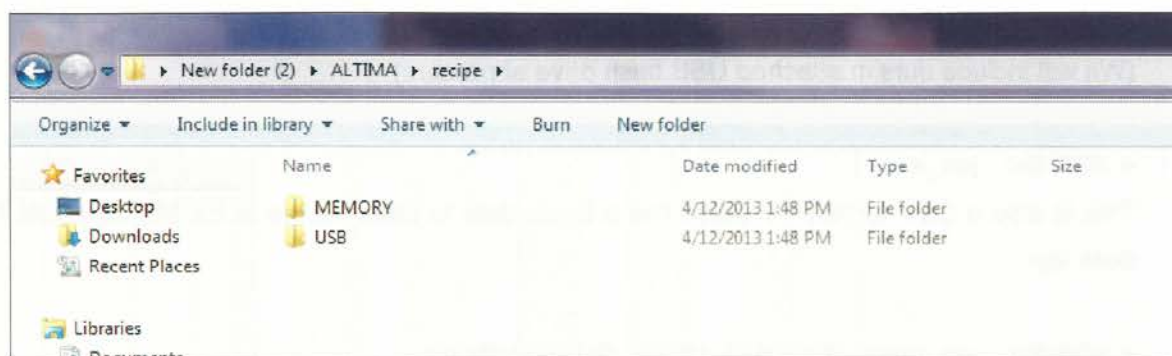 New folder (2) ▸ ALTIMA ▸ recipe ▸
Organize Include in library Share with Burn New folder
Name Date modified Type Size
Favorites
Desktop
Downloads
Recent Places
Libraries
Documents
MEMORY 4/12/2013 1:48 PM File folder
USB 4/12/2013 1:48 PM File folder